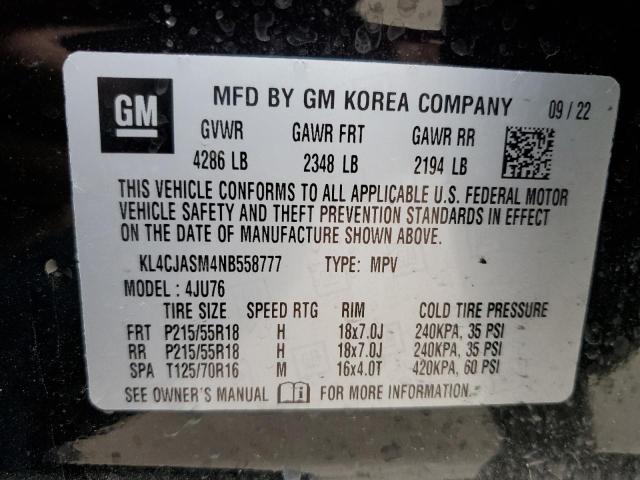 GM MFD BY GM KOREA COMPANY 09/22
GVWR GAWR FRT GAWR RR
4286 LB 2348 LB 2194 LB
THIS VEHICLE CONFORMS TO ALL APPLICABLE U.S. FEDERAL MOTOR
VEHICLE SAFETY AND THEFT PREVENTION STANDARDS IN EFFECT
ON THE DATE OF MANUFACTURE SHOWN ABOVE.
KL4CJASM4NB558777 TYPE: MPV
MODEL: 4JU76
TIRE SIZE SPEED RTG RIM COLD TIRE PRESSURE
FRT P215/55R18 H 18x7.0J 240KPA, 35 PSI
RR P215/55R18 H 18x7.0J 240KPA, 35 PSI
SPA T125/70R16 M 16x4.0T 420KPA, 60 PSI
SEE OWNER'S MANUAL FOR MORE INFORMATION.